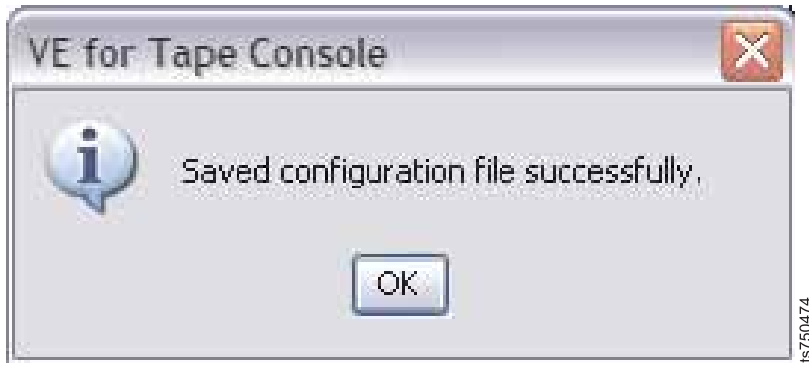 VE for Tape Console
Saved configuration file successfully.
OK
ts750474